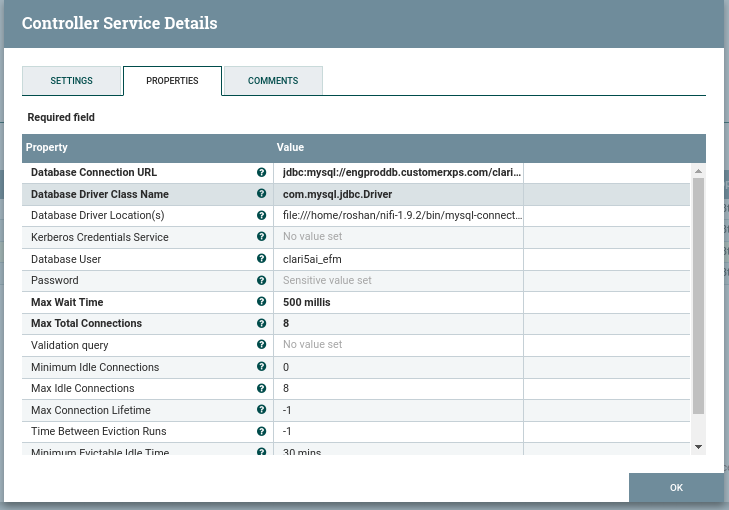 Controller Service Details
SETTINGS PROPERTIES COMMENTS
Required field
Property Value
Database Connection URL ? jdbc:mysql://engproddb.customerxps.com/clari...
Database Driver Class Name ? com.mysql.jdbc.Driver
Database Driver Location(s) ? file:///home/roshan/nifi-1.9.2/bin/mysql-connect...
Kerberos Credentials Service ? No value set
Database User ? clari5ai_efm
Password ? Sensitive value set
Max Wait Time ? 500 millis
Max Total Connections ? 8
Validation query ? No value set
Minimum Idle Connections ? 0
Max Idle Connections ? 8
Max Connection Lifetime ? -1
Time Between Eviction Runs ? -1
Minimum Evictable Idle Time ? 30 mins
OK